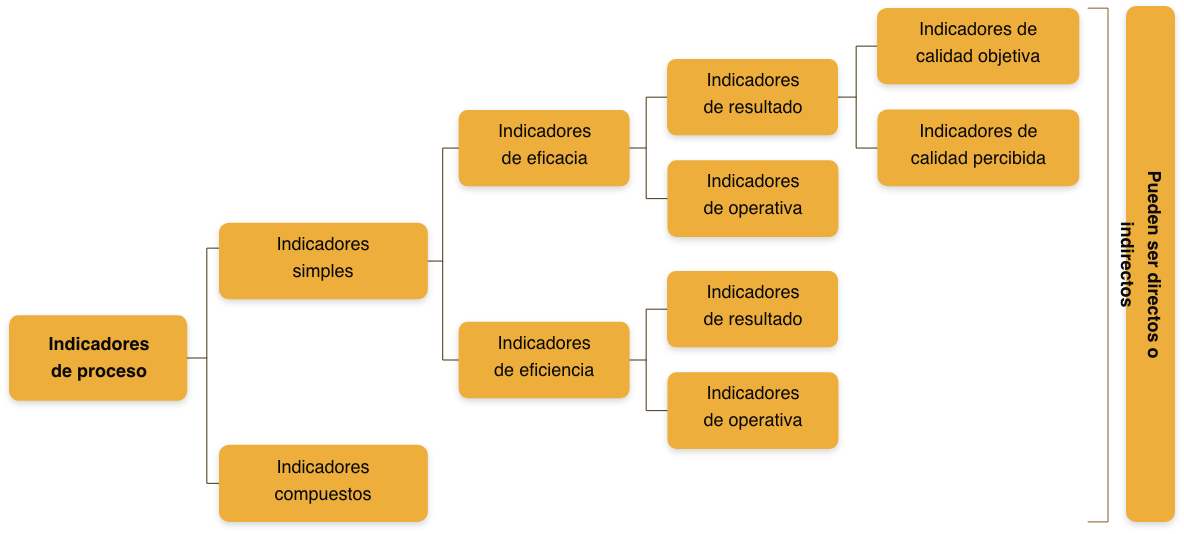 Indicadores
de proceso
Indicadores
simples
Indicadores
compuestos
Indicadores
de eficacia
Indicadores
de eficiencia
Indicadores
de resultado
Indicadores
de operativa
Indicadores
de resultado
Indicadores
de operativa
Indicadores de
calidad objetiva
Indicadores de
calidad percibida
Pueden ser directos o
indirectos